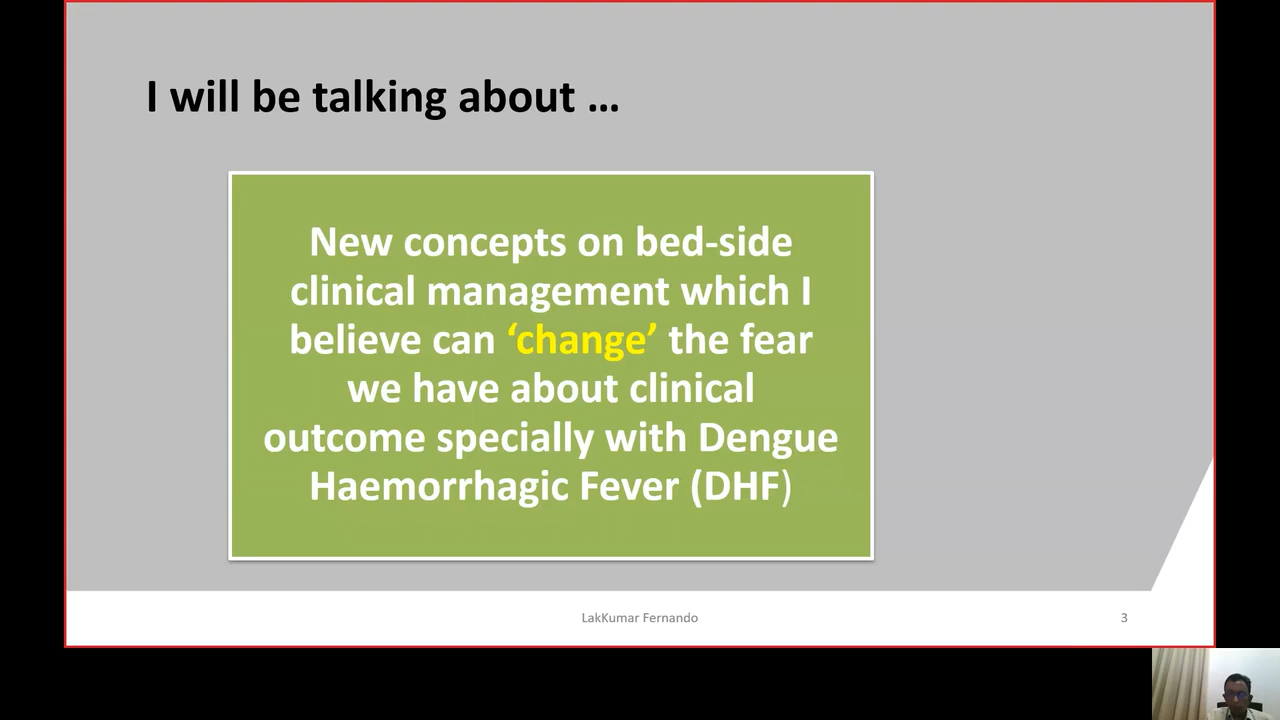 I will be talking about ...
New concepts on bed-side
clinical management which I
believe can ‘change’ the fear
we have about clinical
outcome specially with Dengue
Haemorrhagic Fever (DHF)
LakKumar Fernando
3